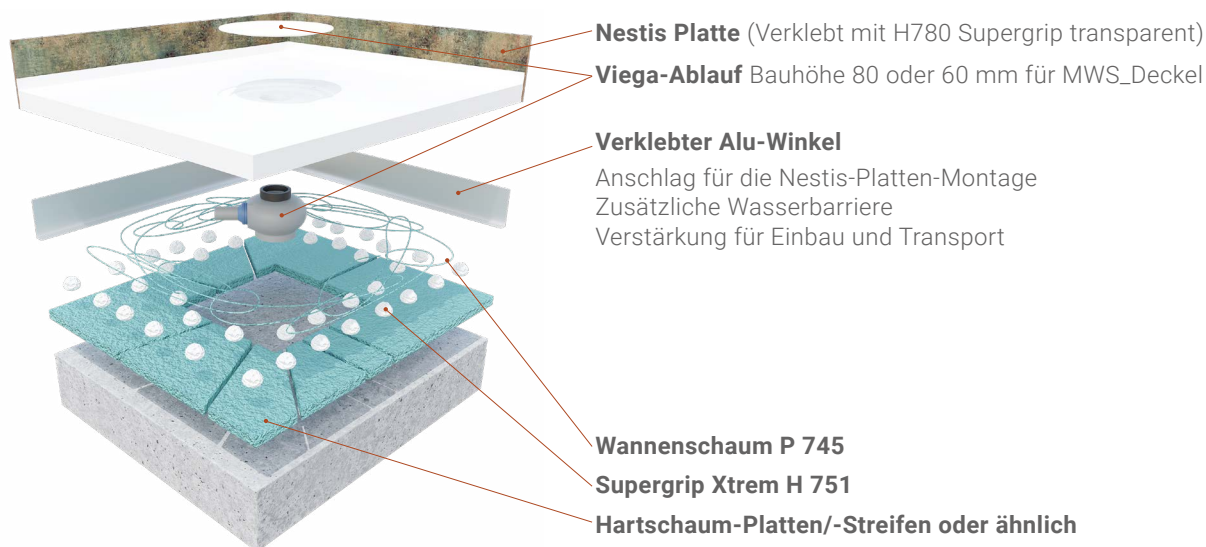 Nestis Platte (Verklebt mit H780 Supergrip transparent)
Viega-Ablauf Bauhöhe 80 oder 60 mm für MWS_Deckel
Verklebter Alu-Winkel
Anschlag für die Nestis-Platten-Montage
Zusätzliche Wasserbarriere
Verstärkung für Einbau und Transport
Wannenschaum P 745
Supergrip Xtrem H 751
Hartschaum-Platten/-Streifen oder ähnlich